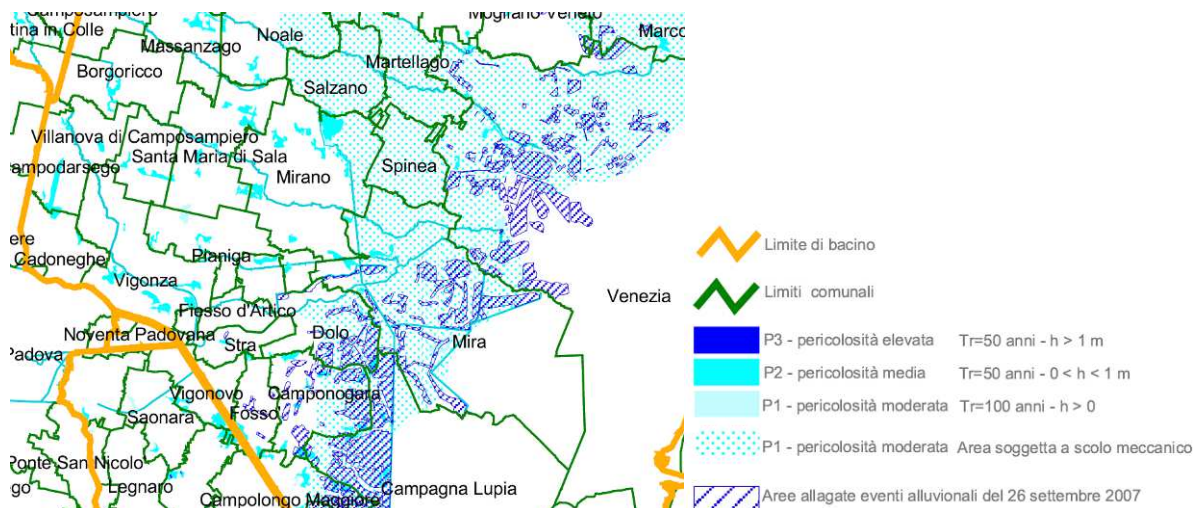 Camposampiero
Mogliano Veneto
tina in Colle
Noale
Marco
Massanzago
Martellago
Borgoricco
Salzano
Villanova di Camposampiero
Santa Maria di Sala
Spinea
ampodarsego
Mirano
ere
Pianiga
Cadoneghe
Vigonza
Venezia
Fiesso d'Artico
Noventa Padovana
Dolo
Stra
Mira
Padova
Vigonovo
Camponogara
Saonara
Fosso
Ponte San Nicolo
go
Legnaro
Campagna Lupia
Campolongo Maggiore
Limite di bacino
Limiti comunali
P3 - pericolosità elevata Tr=50 anni - h > 1 m
P2 - pericolosità media Tr=50 anni - 0 < h < 1 m
P1 - pericolosità moderata Tr=100 anni - h > 0
P1 - pericolosità moderata Area soggetta a scolo meccanico
Aree allagate eventi alluvionali del 26 settembre 2007